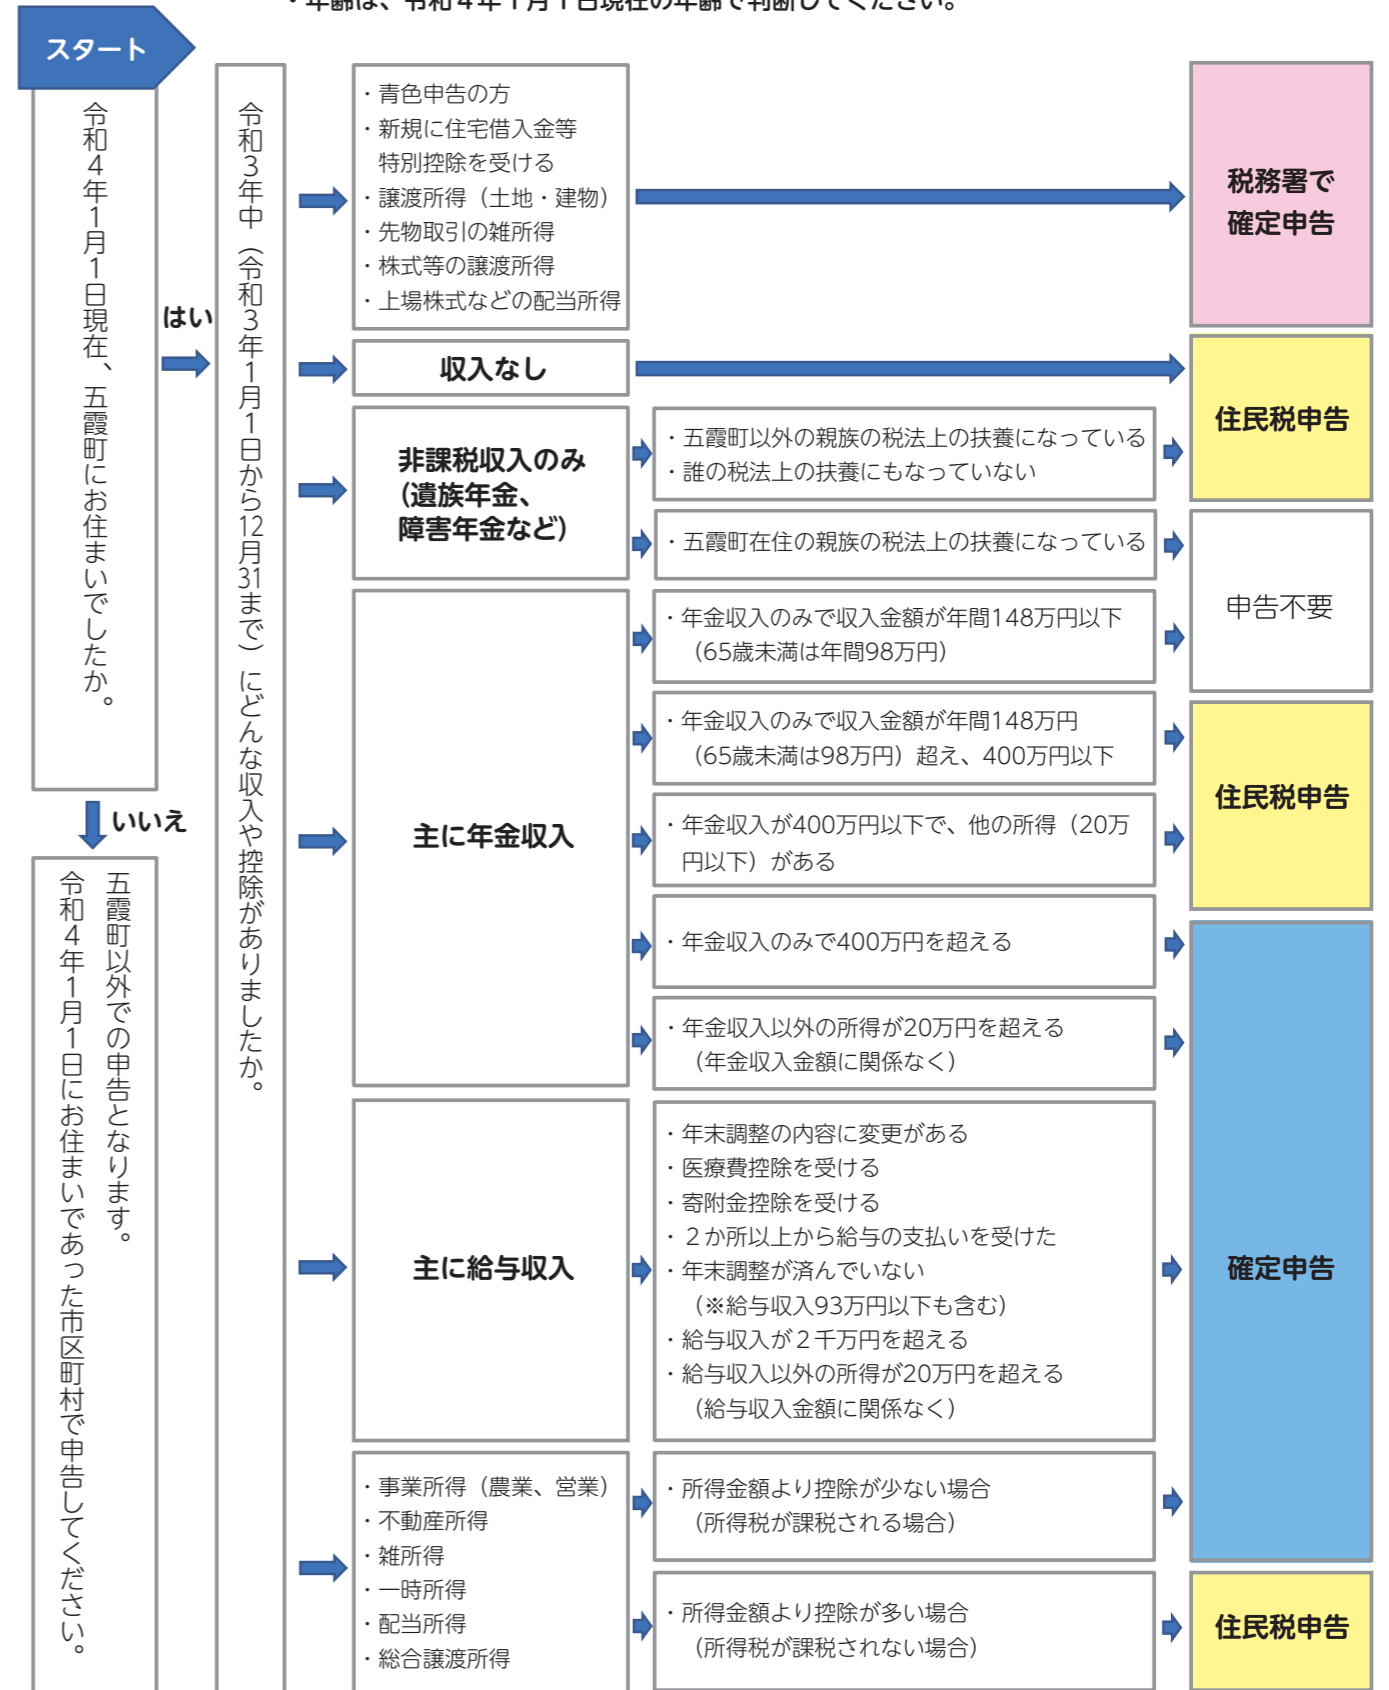 ・年齢は、令和４年１月１日現在の年齢で判断してください。
スタート
令和４年１月１日現在、五霞町にお住まいでしたか。
はい
いいえ
五霞町以外での申告となります。
令和４年１月１日にお住まいであった市区町村で申告してください。
令和３年中（令和３年１月１日から12月31まで）にどんな収入や控除がありましたか。
・青色申告の方
・新規に住宅借入金等
特別控除を受ける
・譲渡所得（土地・建物）
・先物取引の雑所得
・株式等の譲渡所得
・上場株式などの配当所得
税務署で
確定申告
収入なし
住民税申告
非課税収入のみ
（遺族年金、
障害年金など）
・五霞町以外の親族の税法上の扶養になっている
・誰の税法上の扶養にもなっていない
・五霞町在住の親族の税法上の扶養になっている
申告不要
主に年金収入
・年金収入のみで収入金額が年間148万円以下
（65歳未満は年間98万円）
・年金収入のみで収入金額が年間148万円
（65歳未満は98万円）超え、400万円以下
・年金収入が400万円以下で、他の所得（20万
円以下）がある
住民税申告
・年金収入のみで400万円を超える
・年金収入以外の所得が20万円を超える
（年金収入金額に関係なく）
主に給与収入
・年末調整の内容に変更がある
・医療費控除を受ける
・寄附金控除を受ける
・２か所以上から給与の支払いを受けた
・年末調整が済んでいない
（※給与収入93万円以下も含む）
・給与収入が２千万円を超える
・給与収入以外の所得が20万円を超える
（給与収入金額に関係なく）
確定申告
・事業所得（農業、営業）
・不動産所得
・雑所得
・一時所得
・配当所得
・総合譲渡所得
・所得金額より控除が少ない場合
（所得税が課税される場合）
・所得金額より控除が多い場合
（所得税が課税されない場合）
住民税申告